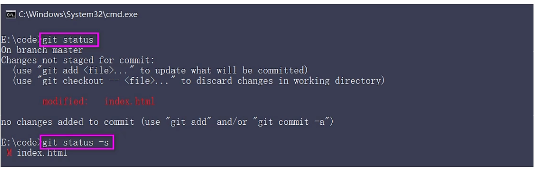 C:\Windows\System32\cmd.exe
E:\code>git status
On branch master
Changes not staged for commit:
(use "git add <file>..." to update what will be committed)
(use "git checkout -- <file>..." to discard changes in working directory)
modified: index.html
no changes added to commit (use "git add" and/or "git commit -a")
E:\code>git status -s
M index.html